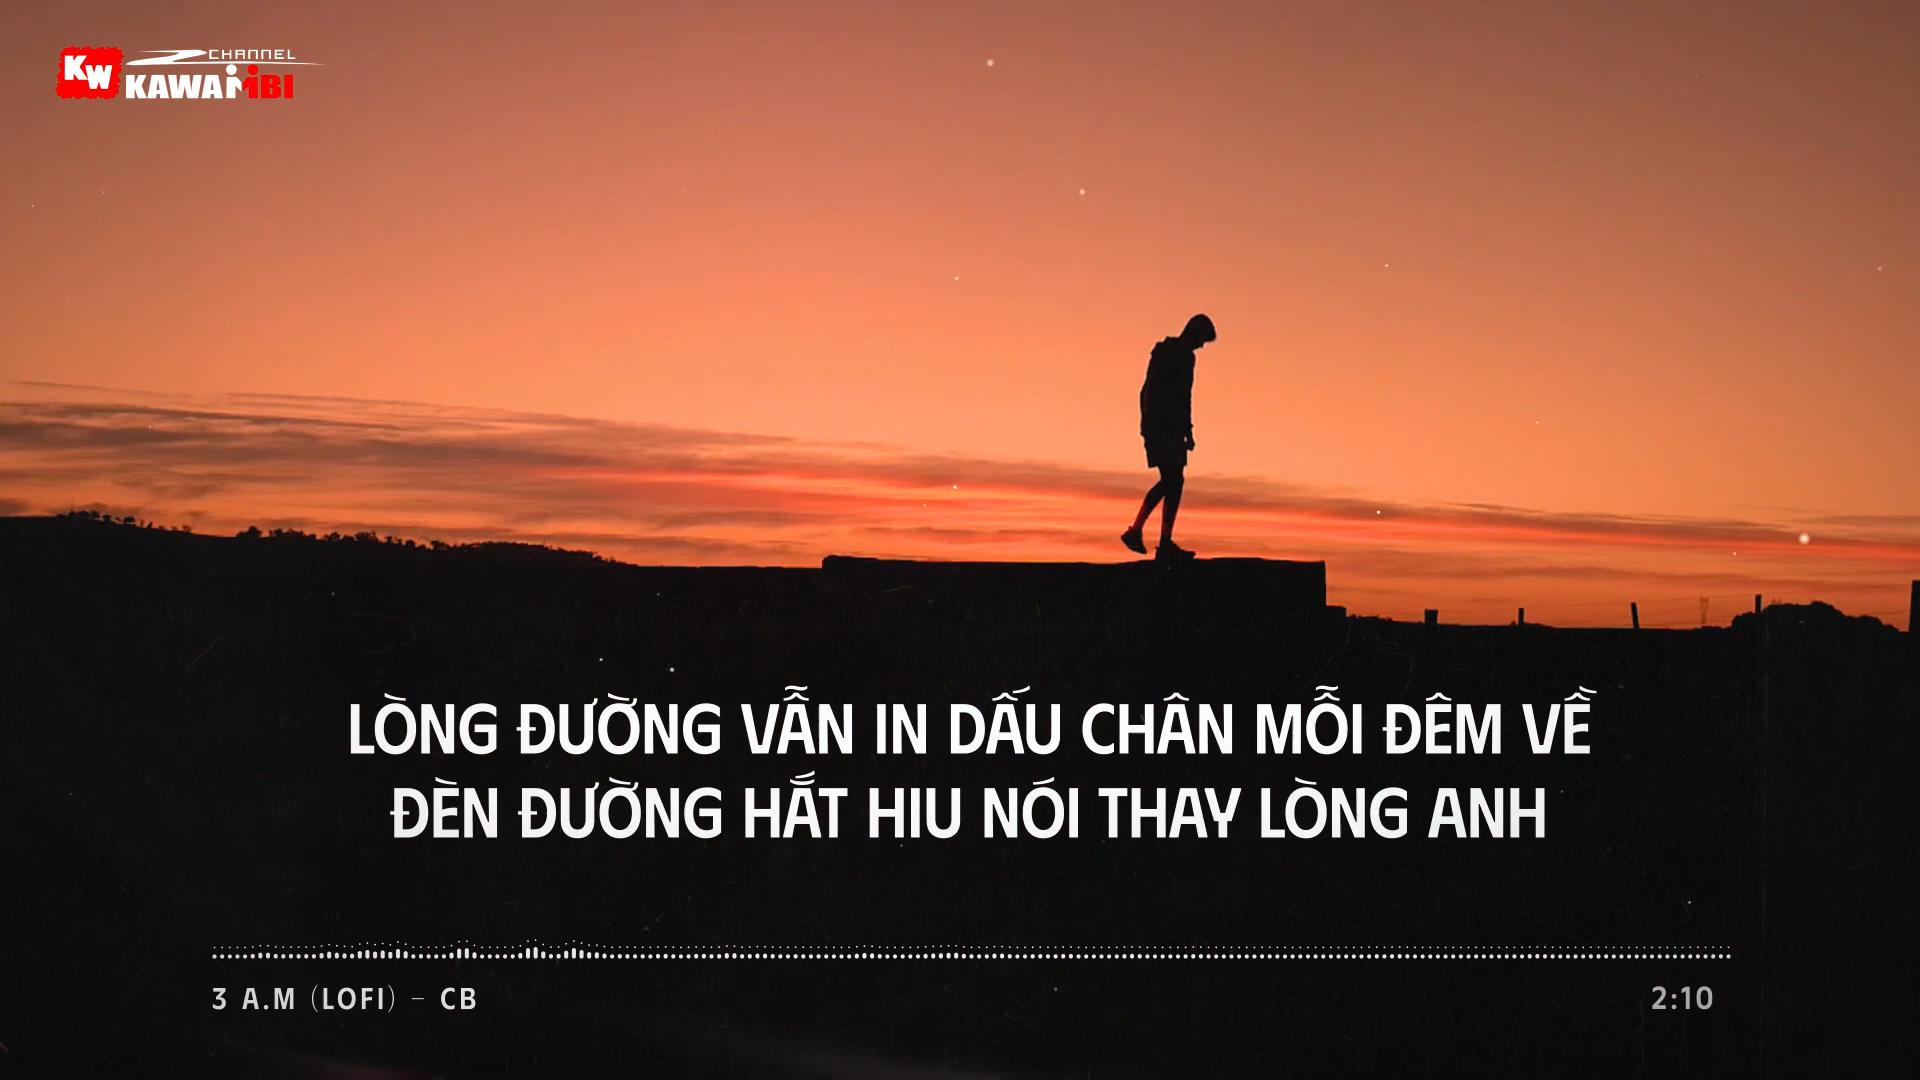 KW
CHANNEL
KAWAIIBI
LÒNG ĐƯỜNG VẪN IN DẤU CHÂN MỖI ĐÊM VỀ
ĐÈN ĐƯỜNG HẮT HIU NÓI THAY LÒNG ANH
3 A.M (LOFI) – CB
2:10